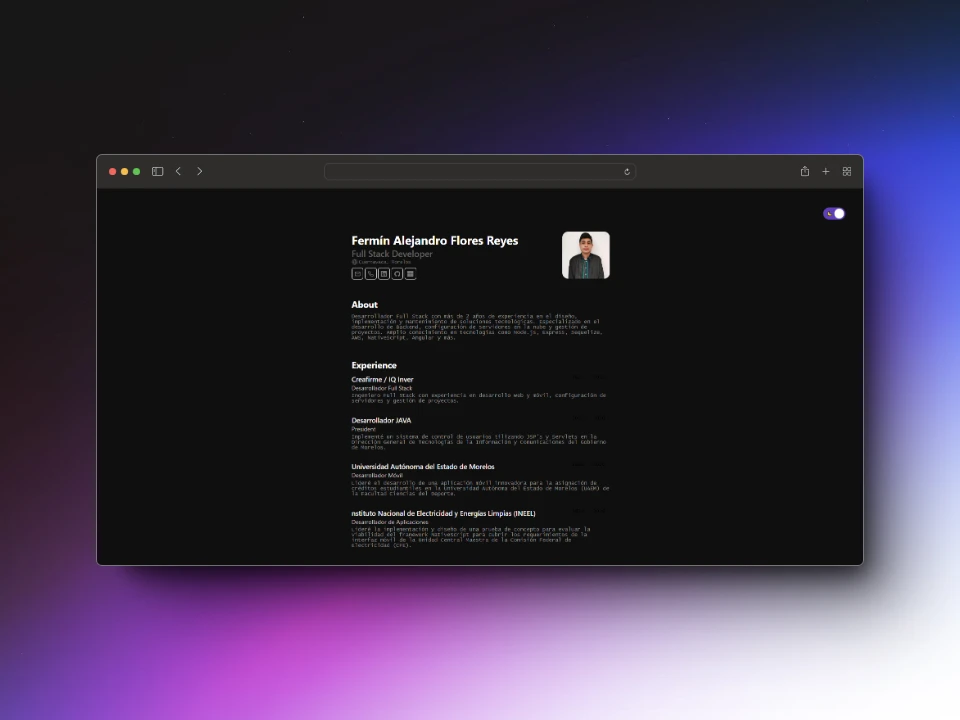 Fermín Alejandro Flores Reyes
Full Stack Developer
Cuernavaca, Morelos
About
Desarrollador Full Stack con más de 2 años de experiencia en el diseño,
implementación y mantenimiento de soluciones tecnológicas. Especializado en el
desarrollo de Backend, configuración de servidores en la nube y gestión de
proyectos. Amplio conocimiento en tecnologías como Node.js, Express, Sequelize,
AWS, NativeScript, Angular y más.
Experience
Creafirme / IQ Inver
Desarrollador Full Stack
Ingeniero Full Stack con experiencia en desarrollo web y móvil, configuración de
servidores y gestión de proyectos.
Desarrollador JAVA
President
Implementé un sistema de control de usuarios utilizando JSP's y Servlets en la
Dirección General de Tecnologías de la Información y Comunicaciones del Gobierno
de Morelos.
Universidad Autónoma del Estado de Morelos
Desarrollador Móvil
Lideré el desarrollo de una aplicación móvil innovadora para la asignación de
créditos estudiantiles en la Universidad Autónoma del Estado de Morelos (UAEM) de
la Facultad Ciencias del Deporte.
nstituto Nacional de Electricidad y Energías Limpias (INEEL)
Desarrollador de Aplicaciones
Lideré la implementación y diseño de una prueba de concepto para evaluar la
viabilidad del framework NativeScript para cubrir los requerimientos de la
interfaz móvil de la Unidad Central Maestra de la Comisión Federal de
Electricidad (CFE).